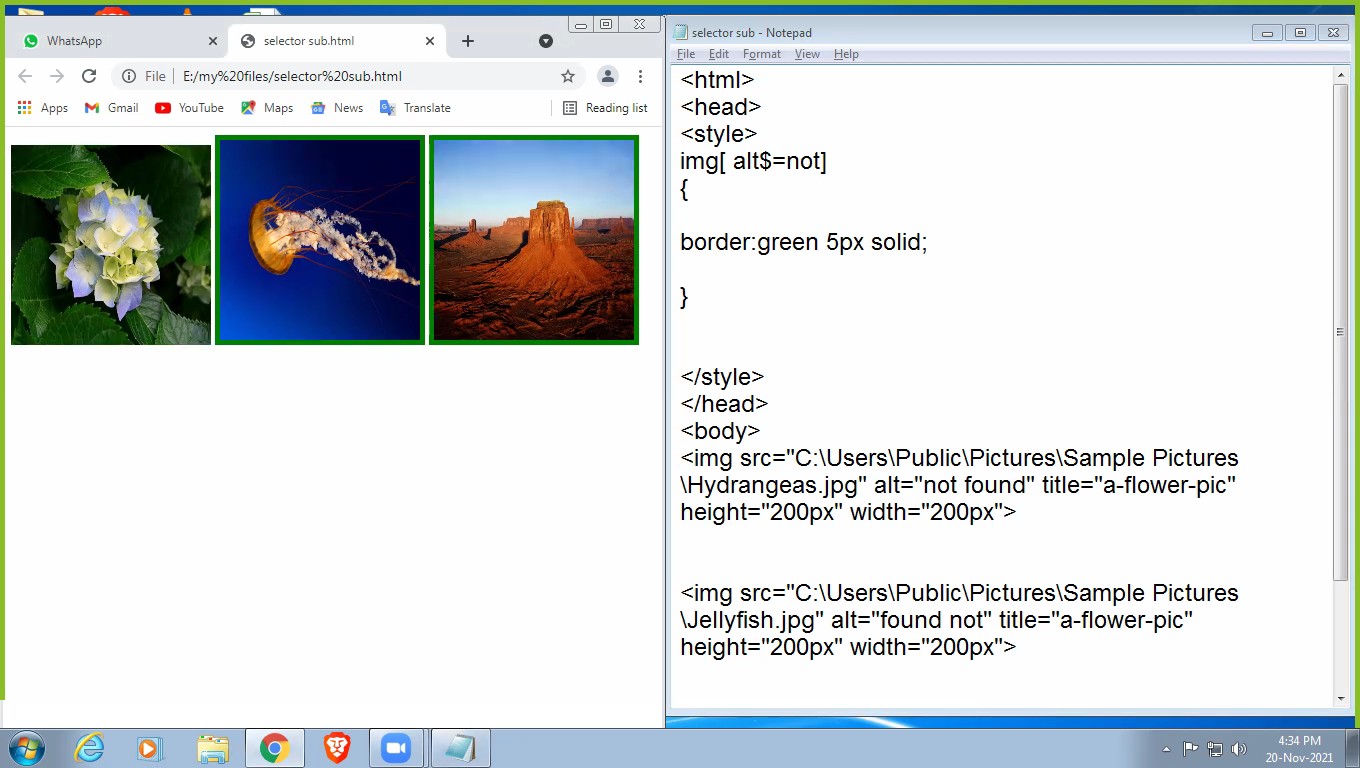 WhatsApp
selector sub.html
File
E:/my%20files/selector%20sub.html
Apps
Gmail
YouTube
Maps
News
Translate
Reading list
selector sub - Notepad
File Edit Format View Help
<html>
<head>
<style>
img[ alt$=not]
{
border:green 5px solid;
}
</style>
</head>
<body>
<img src="C:\Users\Public\Pictures\Sample Pictures
\Hydrangeas.jpg" alt="not found" title="a-flower-pic"
height="200px" width="200px">
<img src="C:\Users\Public\Pictures\Sample Pictures
\Jellyfish.jpg" alt="found not" title="a-flower-pic"
height="200px" width="200px">
4:34 PM
20-Nov-2021